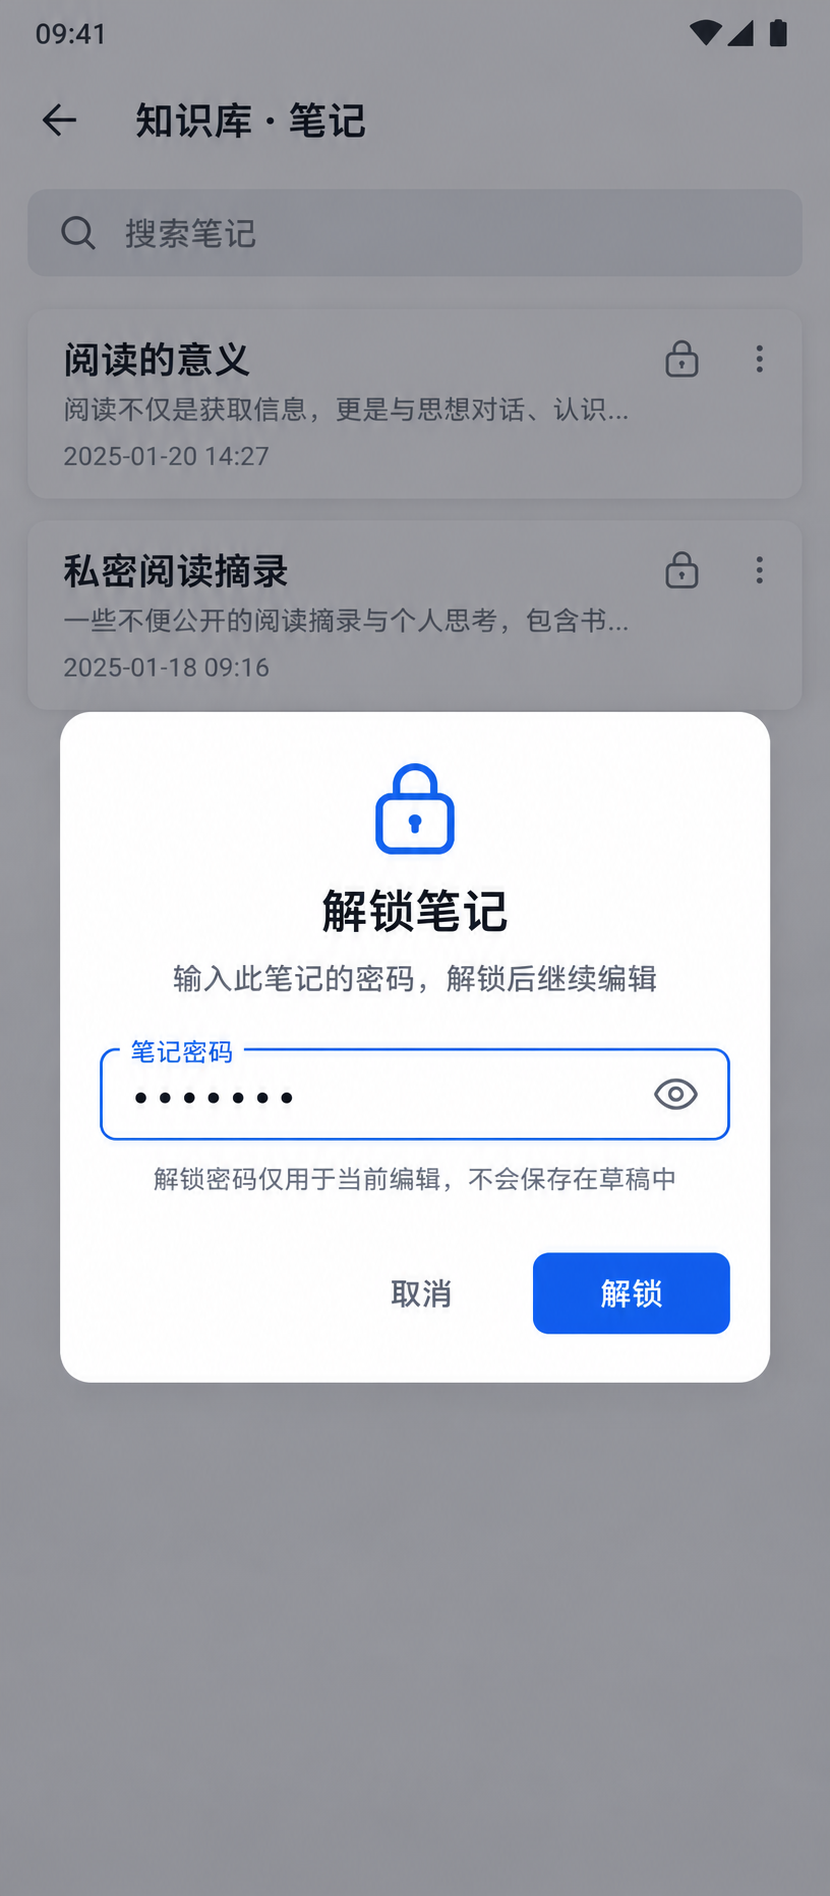 09:41
知识库 · 笔记
搜索笔记
阅读的意义
阅读不仅是获取信息，更是与思想对话、认识...
2025-01-20 14:27
私密阅读摘录
一些不便公开的阅读摘录与个人思考，包含书...
2025-01-18 09:16
解锁笔记
输入此笔记的密码，解锁后继续编辑
笔记密码
•••••••
解锁密码仅用于当前编辑，不会保存在草稿中
取消
解锁